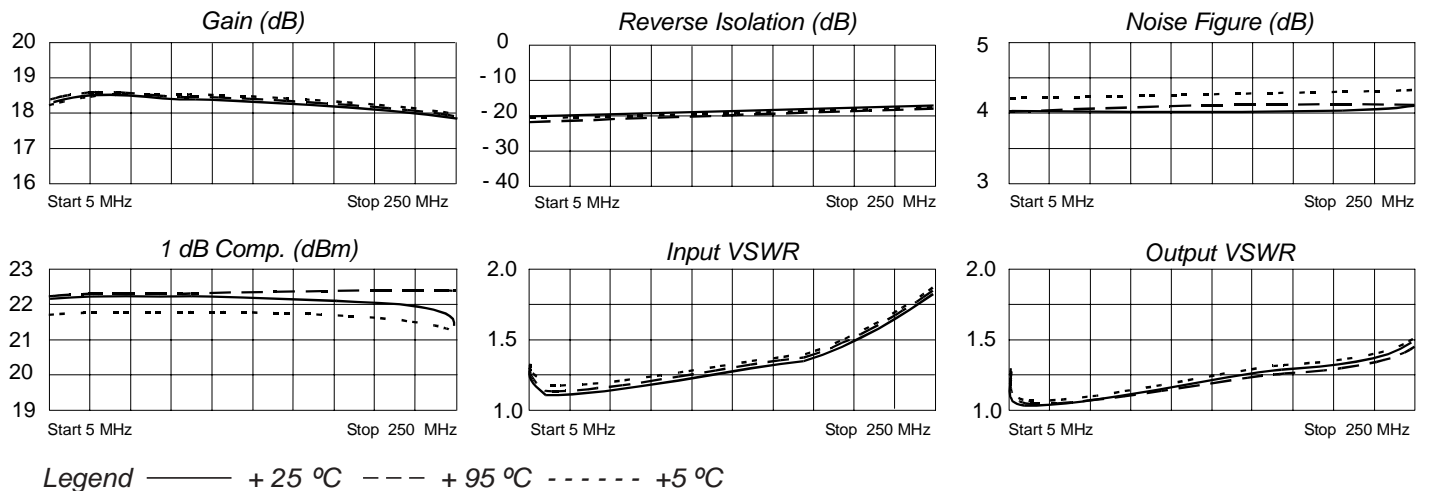 Gain (dB)
20
19
18
17
16
Start 5 MHz Stop 250 MHz
Reverse Isolation (dB)
0
- 10
- 20
- 30
- 40
Start 5 MHz Stop 250 MHz
Noise Figure (dB)
5
4
3
Start 5 MHz Stop 250 MHz
1 dB Comp. (dBm)
23
22
21
20
19
Start 5 MHz Stop 250 MHz
Input VSWR
2.0
1.5
1.0
Start 5 MHz Stop 250 MHz
Output VSWR
2.0
1.5
1.0
Start 5 MHz Stop 250 MHz
Legend + 25 ºC + 95 ºC +5 ºC